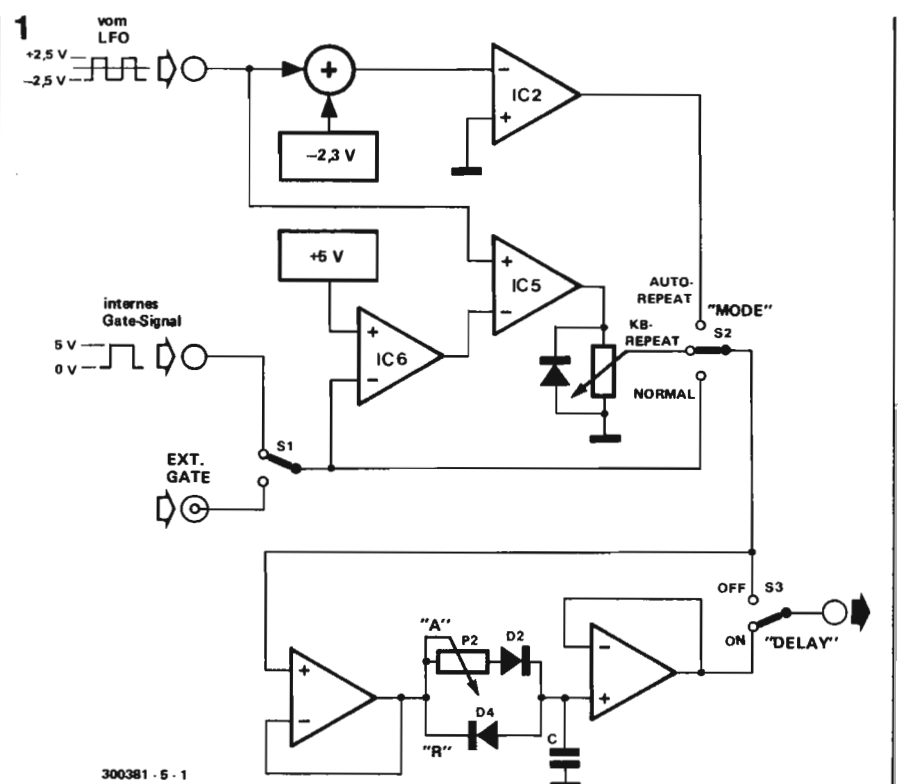 1
vom
LFO
+2,5 V
−2,5 V
+
−2,3 V
−
IC2
+
+5 V
+
IC5
−
internes
Gate-Signal
5 V
0 V
+
IC6
−
AUTO-
REPEAT
"MODE"
S2
KB-
REPEAT
NORMAL
S1
EXT.
GATE
OFF
S3
ON
"DELAY"
"A"
P2
D2
D4
"R"
C
+
−
−
+
300381 - 5 - 1